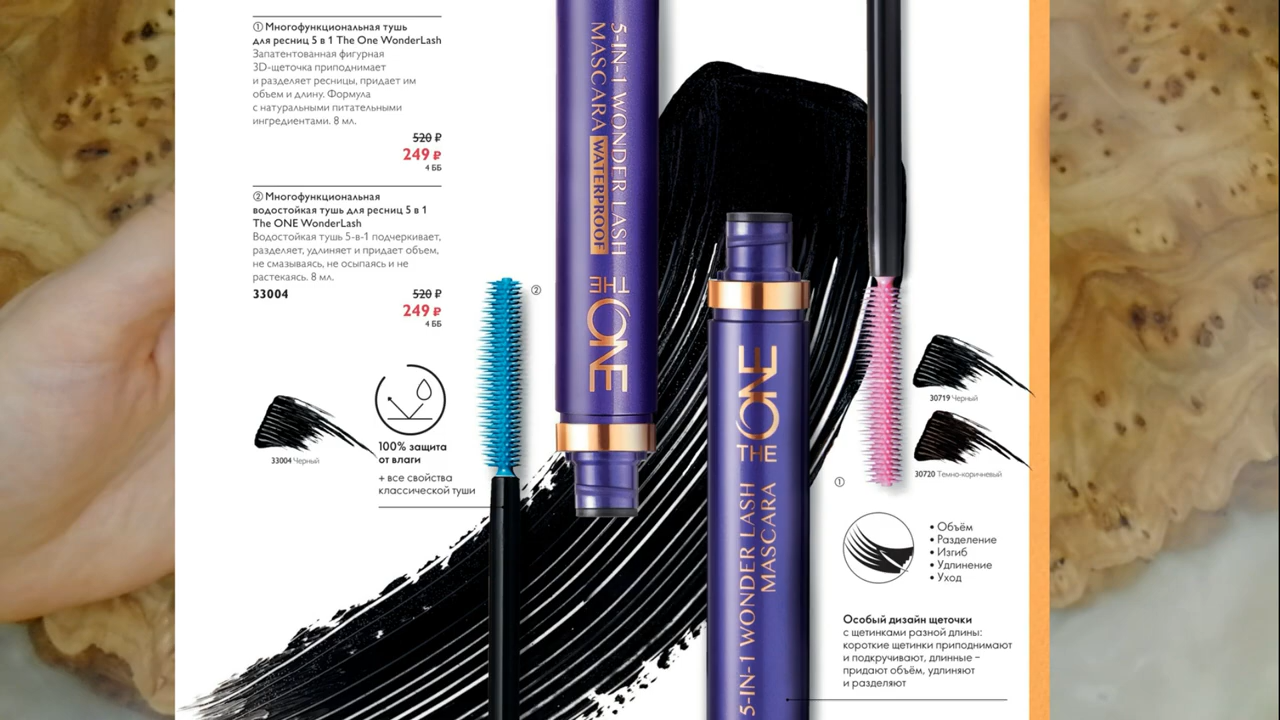 ① Многофункциональная тушь
для ресниц 5 в 1 The One WonderLash
Запатентованная фигурная
3D-щеточка приподнимает
и разделяет ресницы, придает им
объем и длину. Формула
с натуральными питательными
ингредиентами. 8 мл.
520 ₽
249 ₽
4 ББ
② Многофункциональная
водостойкая тушь для ресниц 5 в 1
The ONE WonderLash
Водостойкая тушь 5-в-1 подчеркивает,
разделяет, удлиняет и придает объем,
не смазываясь, не осыпаясь и не
растекаясь. 8 мл.
33004
520 ₽
249 ₽
4 ББ
33004 Черный
100% защита
от влаги
+ все свойства
классической туши
②
5-IN-1 WONDER LASH
MASCARA WATERPROOF
THE
ONE
THE
ONE
5-IN-1 WONDER LASH
MASCARA
①
30719 Черный
30720 Темно-коричневый
• Объём
• Разделение
• Изгиб
• Удлинение
• Уход
Особый дизайн щеточки
с щетинками разной длины:
короткие щетинки приподнимают
и подкручивают, длинные –
придают объём, удлиняют
и разделяют